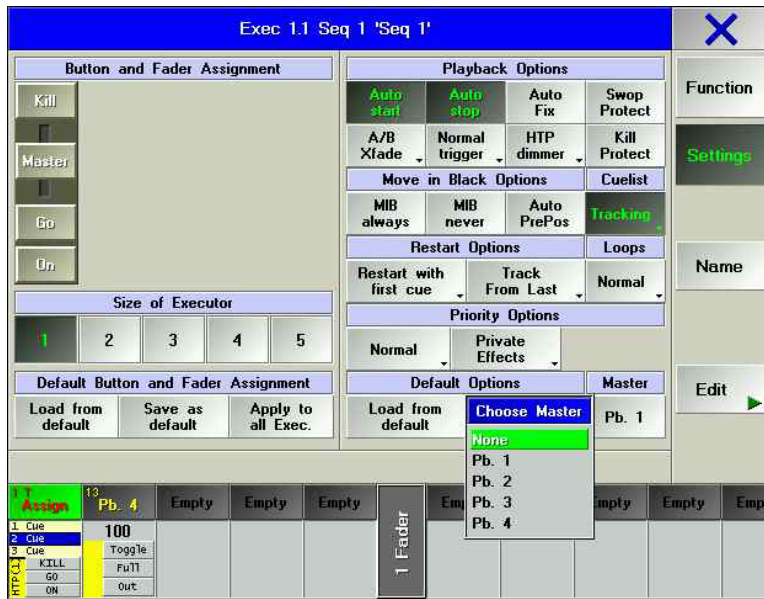 Exec 1.1 Seq 1 'Seq 1'
Button and Fader Assignment
Kill
Master
Go
On
Size of Executor
1 2 3 4 5
Default Button and Fader Assignment
Load from default
Save as default
Apply to all Exec.
Playback Options
Auto start
Auto stop
Auto Fix
Swop Protect
A/B Xfade
Normal trigger
HTP dimmer
Kill Protect
Move in Black Options
Cuelist
MIB always
MIB never
Auto PrePos
Tracking
Restart Options
Loops
Restart with first cue
Track From Last
Normal
Priority Options
Normal
Private Effects
Default Options
Master
Load from default
Pb. 1
Choose Master
None
Pb. 1
Pb. 2
Pb. 3
Pb. 4
Function
Settings
Name
Edit
1 T
Assign
13
Pb. 4
Empty
Empty
Empty
1 Fader
Empty
Emp
1 Cue
2 Cue
3 Cue
HTP(1)
KILL
GO
ON
100
Toggle
Full
Out